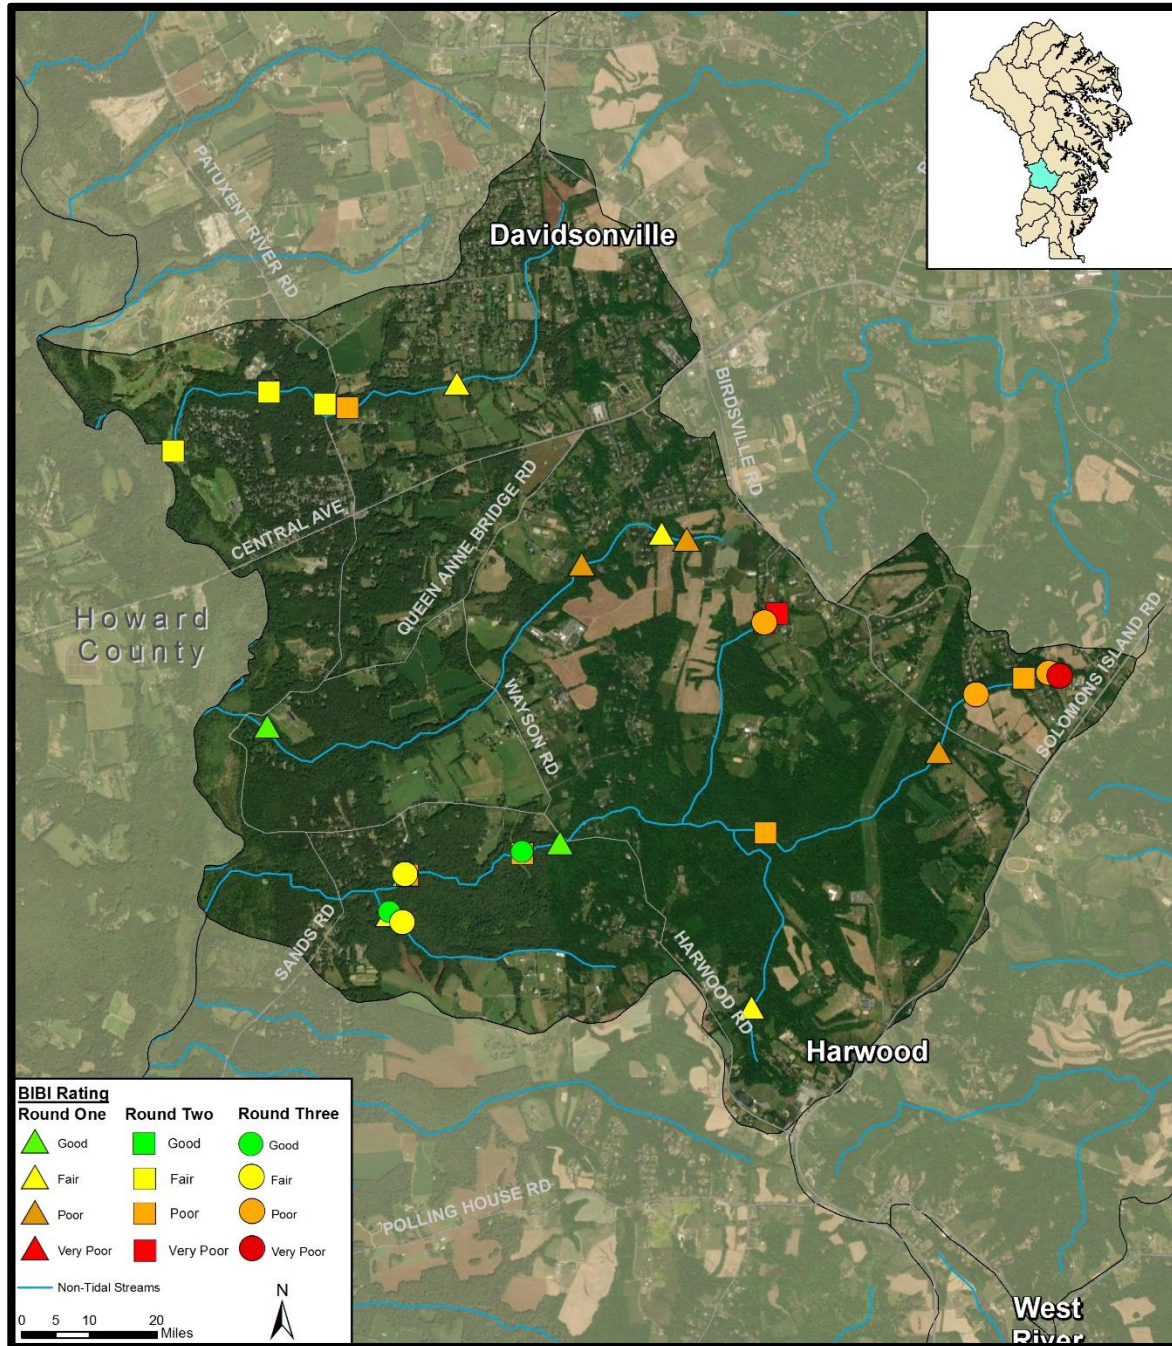 PATUXENT RIVER RD
Davidsonville
BIRDSVILLE RD
CENTRAL AVE
QUEEN ANNE BRIDGE RD
Howard
County
WAYSON RD
SOLOMONS ISLAND RD
SANDS RD
HARWOOD RD
Harwood
POLLING HOUSE RD
West
River
BIBI Rating
Round One Round Two Round Three
Good Good Good
Fair Fair Fair
Poor Poor Poor
Very Poor Very Poor Very Poor
Non-Tidal Streams
N
0 5 10 20
Miles